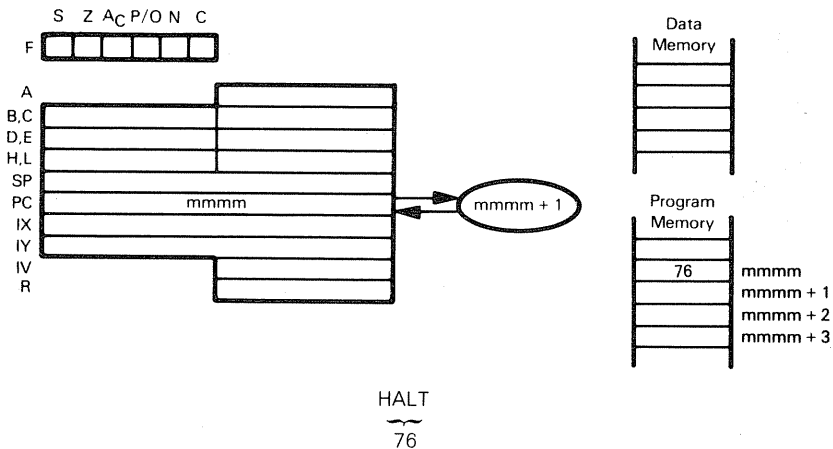 S Z AC P/O N C
F
A
B,C
D,E
H,L
SP
PC mmmm mmmm + 1
IX
IY
IV
R
Data
Memory
Program
Memory
76 mmmm
mmmm + 1
mmmm + 2
mmmm + 3
HALT
76